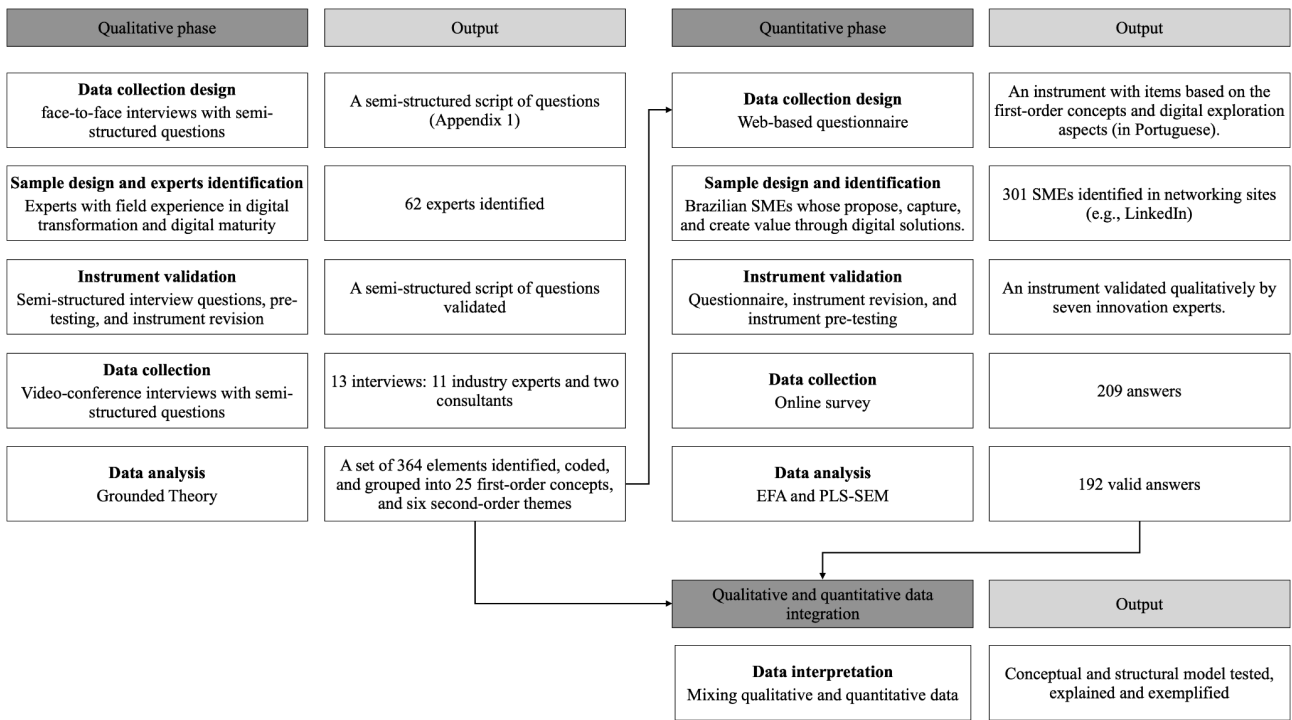 Qualitative phase
Output
Quantitative phase
Output
Data collection design
face-to-face interviews with semi-
structured questions
A semi-structured script of questions
(Appendix 1)
Data collection design
Web-based questionnaire
An instrument with items based on the
first-order concepts and digital exploration
aspects (in Portuguese).
Sample design and experts identification
Experts with field experience in digital
transformation and digital maturity
62 experts identified
Sample design and identification
Brazilian SMEs whose propose, capture,
and create value through digital solutions.
301 SMEs identified in networking sites
(e.g., LinkedIn)
Instrument validation
Semi-structured interview questions, pre-
testing, and instrument revision
A semi-structured script of questions
validated
Instrument validation
Questionnaire, instrument revision, and
instrument pre-testing
An instrument validated qualitatively by
seven innovation experts.
Data collection
Video-conference interviews with semi-
structured questions
13 interviews: 11 industry experts and two
consultants
Data collection
Online survey
209 answers
Data analysis
Grounded Theory
A set of 364 elements identified, coded,
and grouped into 25 first-order concepts,
and six second-order themes
Data analysis
EFA and PLS-SEM
192 valid answers
Qualitative and quantitative data
integration
Output
Data interpretation
Mixing qualitative and quantitative data
Conceptual and structural model tested,
explained and exemplified